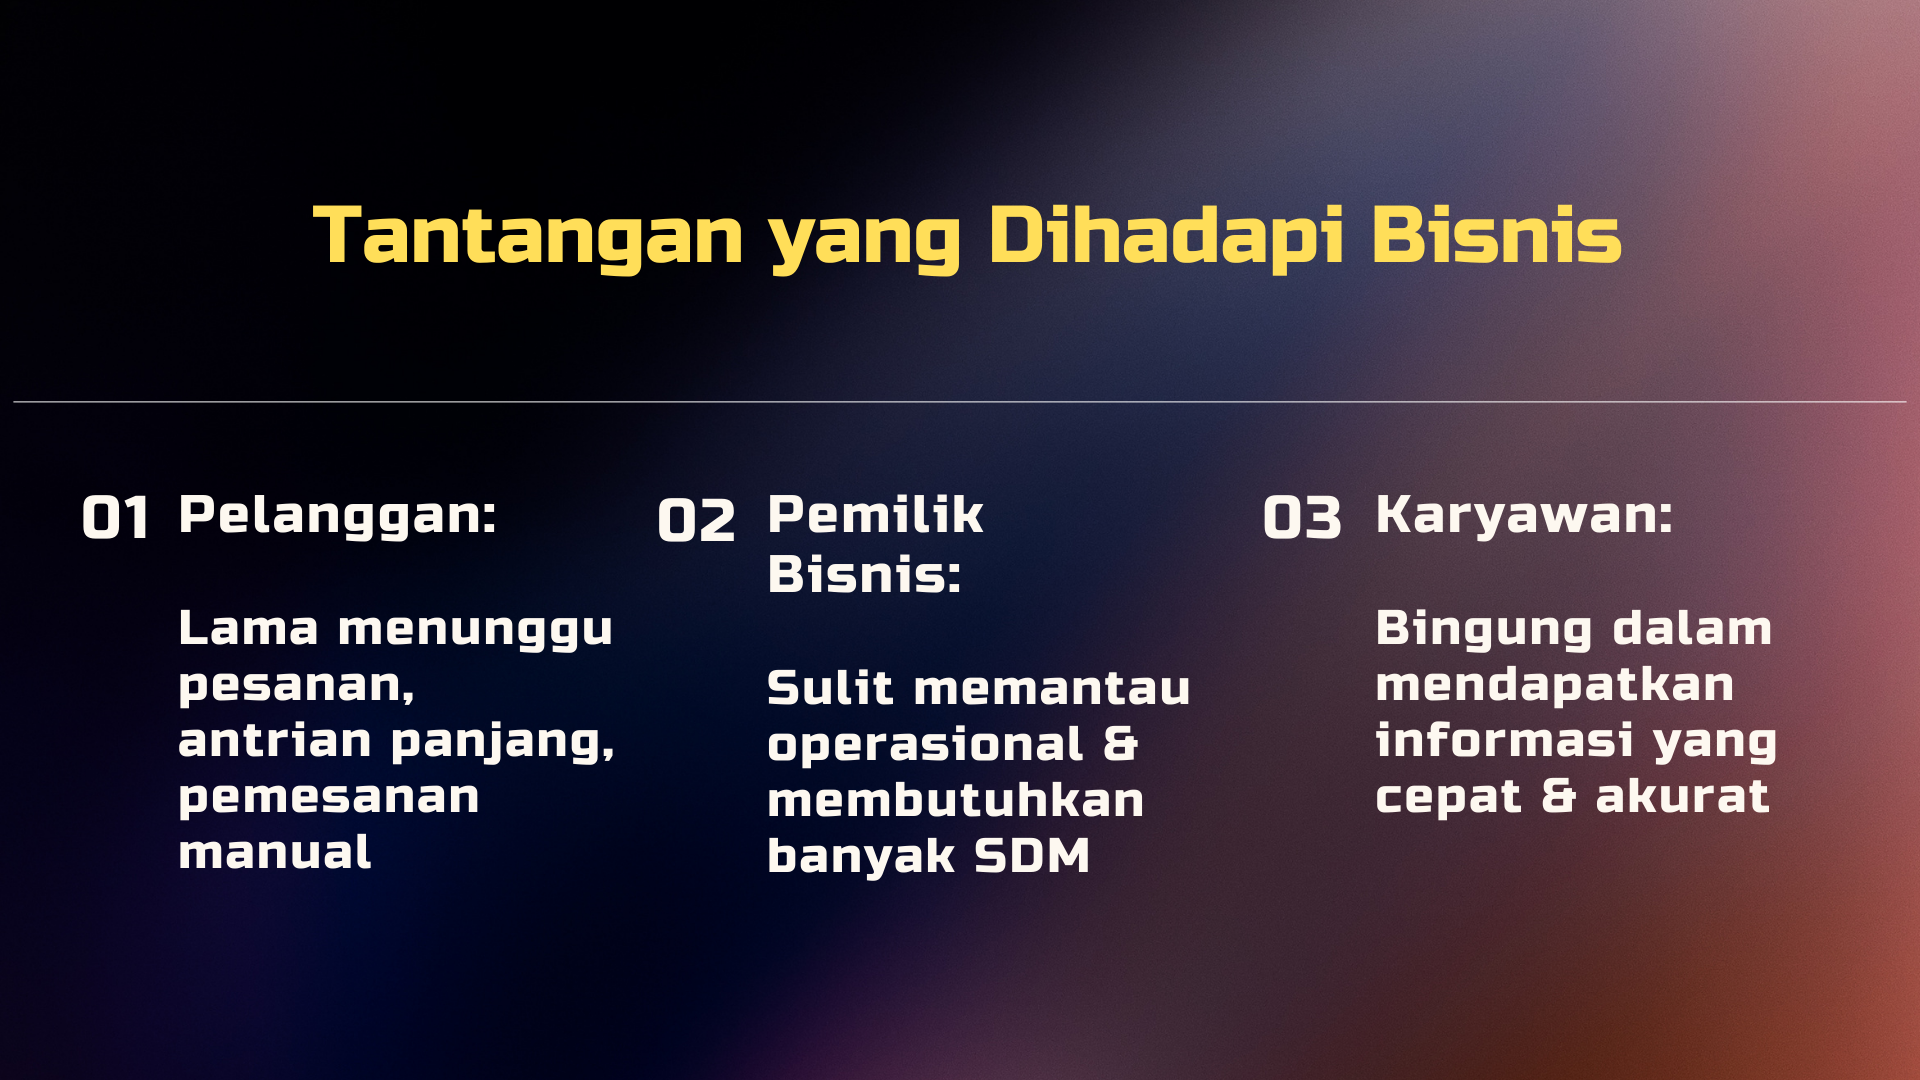 Tantangan yang Dihadapi Bisnis
01 Pelanggan:
Lama menunggu
pesanan,
antrian panjang,
pemesanan
manual
02 Pemilik
Bisnis:
Sulit memantau
operasional &
membutuhkan
banyak SDM
03 Karyawan:
Bingung dalam
mendapatkan
informasi yang
cepat & akurat